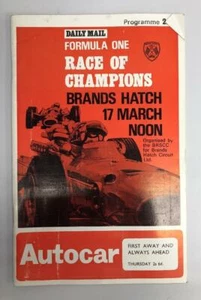 Programme 2
DAILY MAIL
FORMULA ONE
RACE OF
CHAMPIONS
BRANDS HATCH
17 MARCH
NOON
Organised by
the BRSCC
for Brands
Hatch Circuit
Ltd.
Autocar
FIRST AWAY AND
ALWAYS AHEAD
THURSDAY 2s 6d.